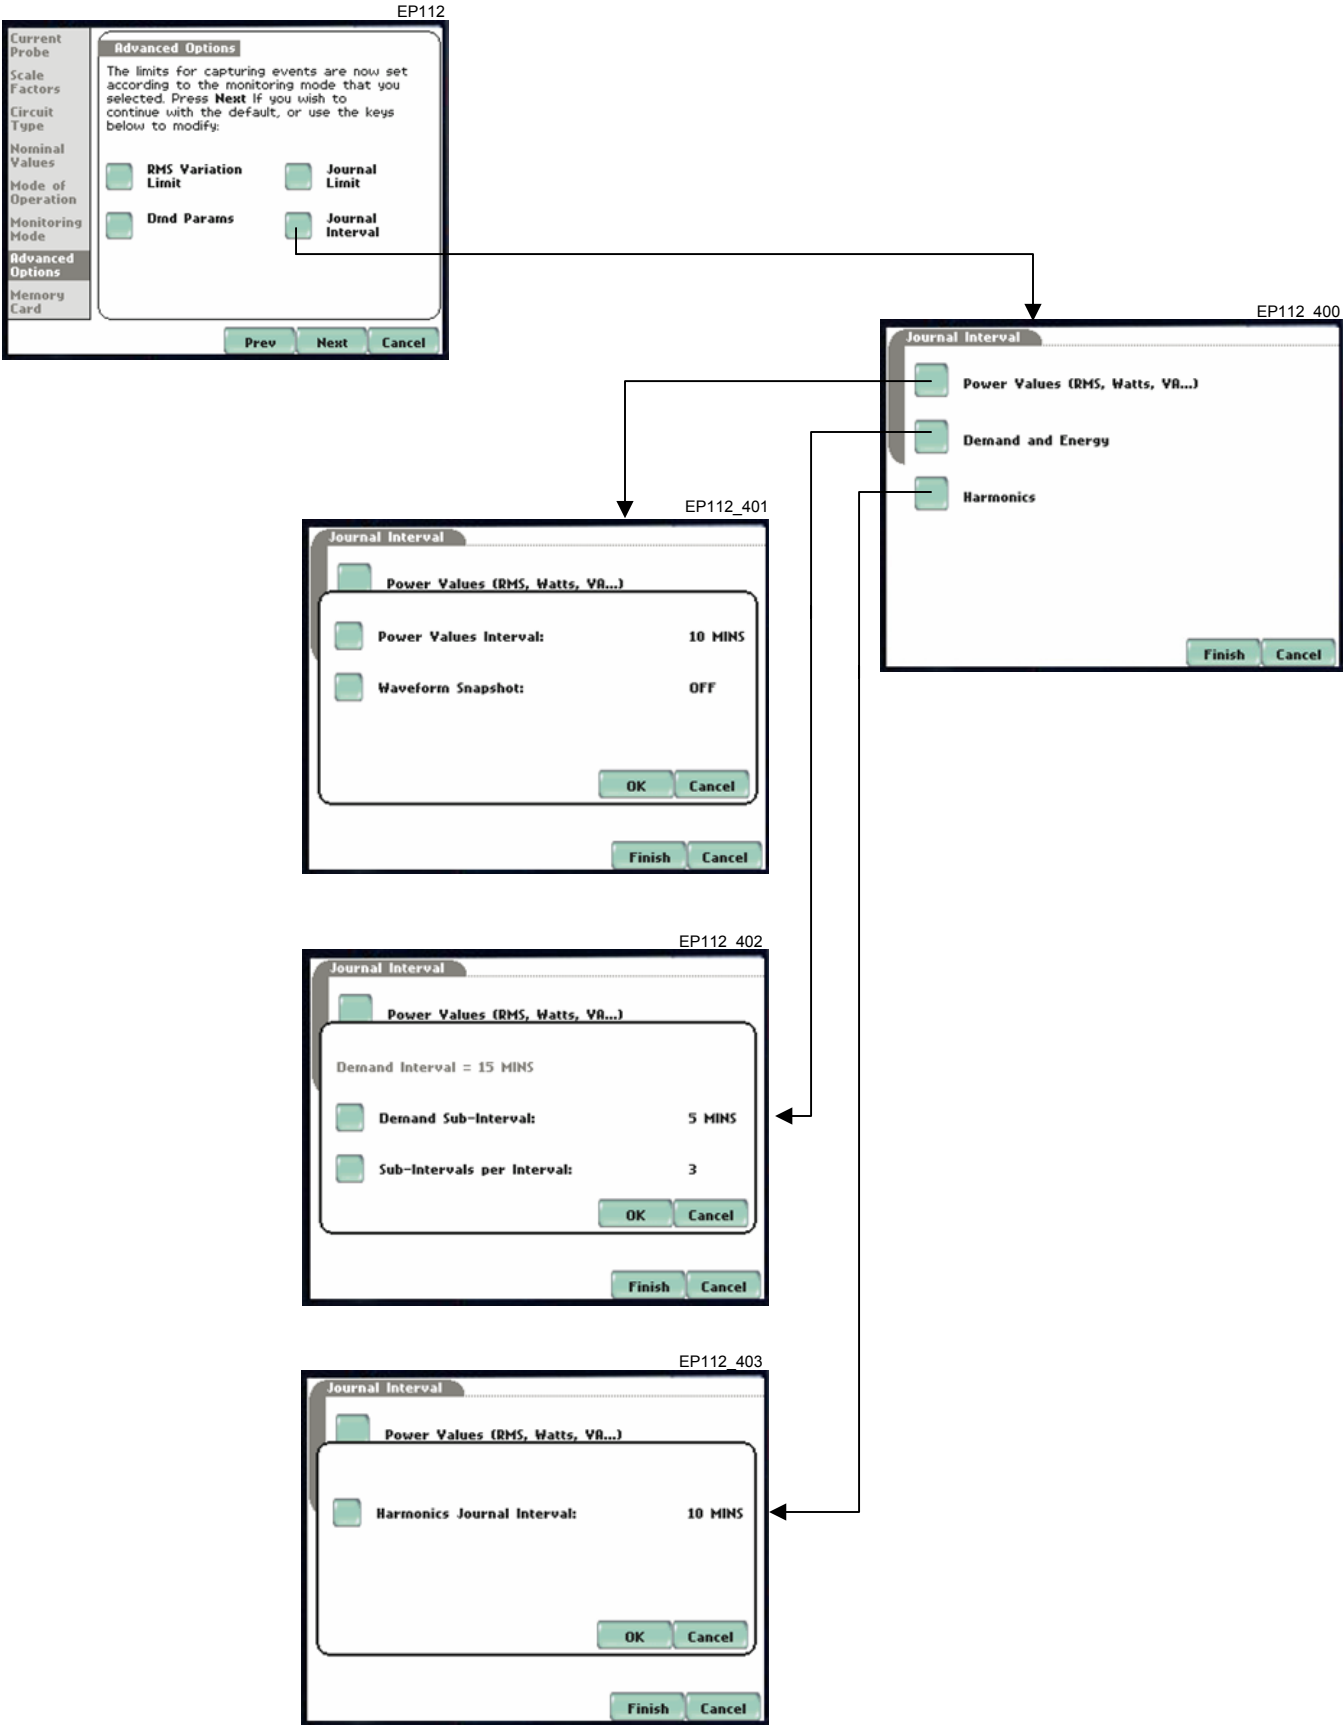 EP112
Current
Probe
Scale
Factors
Circuit
Type
Nominal
Values
Mode of
Operation
Monitoring
Mode
Advanced
Options
Memory
Card
Advanced Options
The limits for capturing events are now set
according to the monitoring mode that you
selected. Press Next If you wish to
continue with the default, or use the keys
below to modify:
RMS Variation
Limit
Journal
Limit
Dmd Params
Journal
Interval
Prev
Next
Cancel
EP112_400
Journal Interval
Power Values (RMS, Watts, VA...)
Demand and Energy
Harmonics
Finish
Cancel
EP112_401
Journal Interval
Power Values (RMS, Watts, VA...)
Power Values Interval: 10 MINS
Waveform Snapshot: OFF
OK
Cancel
Finish
Cancel
EP112_402
Journal Interval
Power Values (RMS, Watts, VA...)
Demand Interval = 15 MINS
Demand Sub-Interval: 5 MINS
Sub-Intervals per Interval: 3
OK
Cancel
Finish
Cancel
EP112_403
Journal Interval
Power Values (RMS, Watts, VA...)
Harmonics Journal Interval: 10 MINS
OK
Cancel
Finish
Cancel